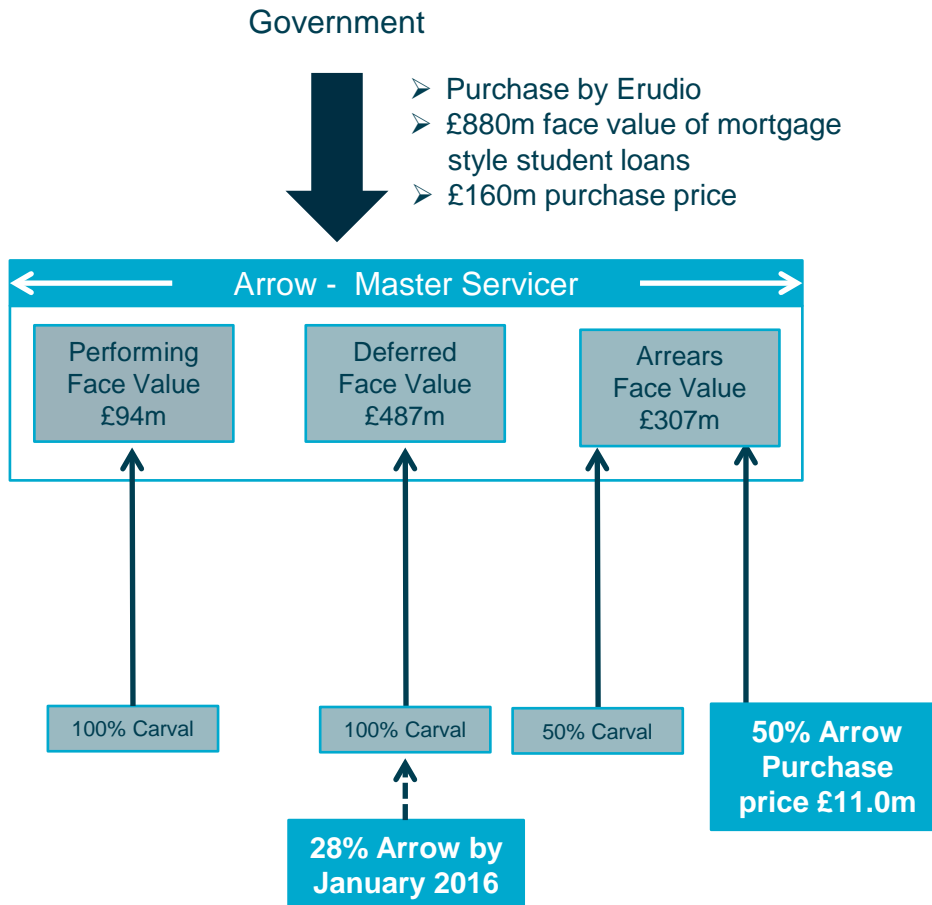 Government
➢ Purchase by Erudio
➢ £880m face value of mortgage
style student loans
➢ £160m purchase price
Arrow -  Master Servicer
Performing
Face Value
£94m
Deferred
Face Value
£487m
Arrears
Face Value
£307m
100% Carval
100% Carval
50% Carval
50% Arrow
Purchase
price £11.0m
28% Arrow by
January 2016